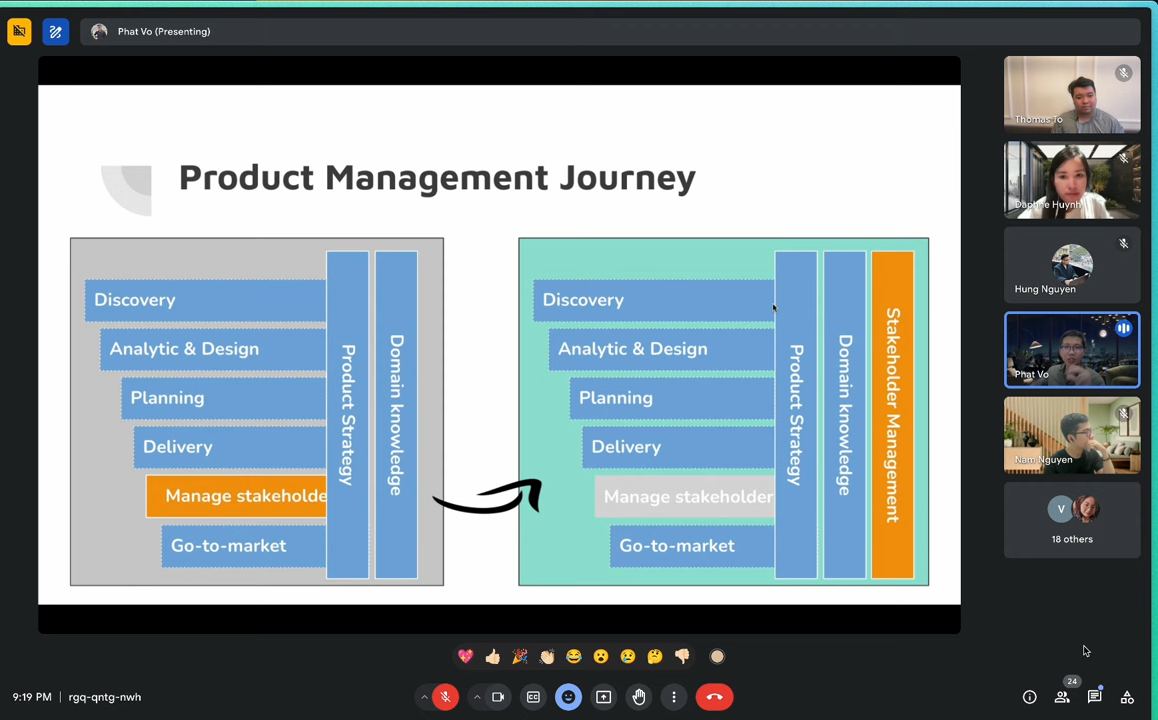 Phat Vo (Presenting)
Product Management Journey
Discovery
Analytic & Design
Planning
Delivery
Manage stakeholde
Go-to-market
Product Strategy
Domain knowledge
Discovery
Analytic & Design
Planning
Delivery
Manage stakeholder
Go-to-market
Product Strategy
Domain knowledge
Stakeholder Management
Thomas To
Daphne Huynh
Hung Nguyen
Phat Vo
Nam Nguyen
V
18 others
9:19 PM | rgq-qntg-nwh
CC
24